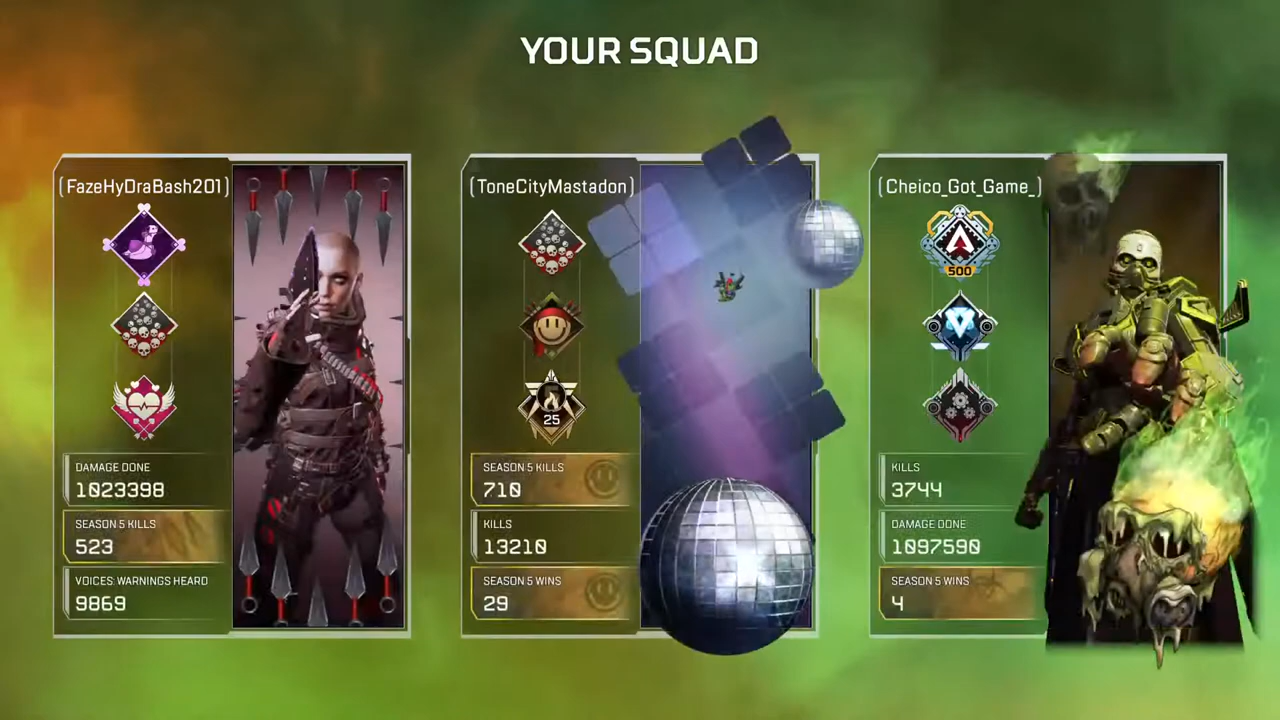 YOUR SQUAD
[FazeHyDraBash201]
DAMAGE DONE
1023398
SEASON 5 KILLS
523
VOICES: WARNINGS HEARD
9869
[ToneCityMastadon]
25
SEASON 5 KILLS
710
KILLS
13210
SEASON 5 WINS
29
[Cheico_Got_Game_]
500
KILLS
3744
DAMAGE DONE
1097590
SEASON 5 WINS
4